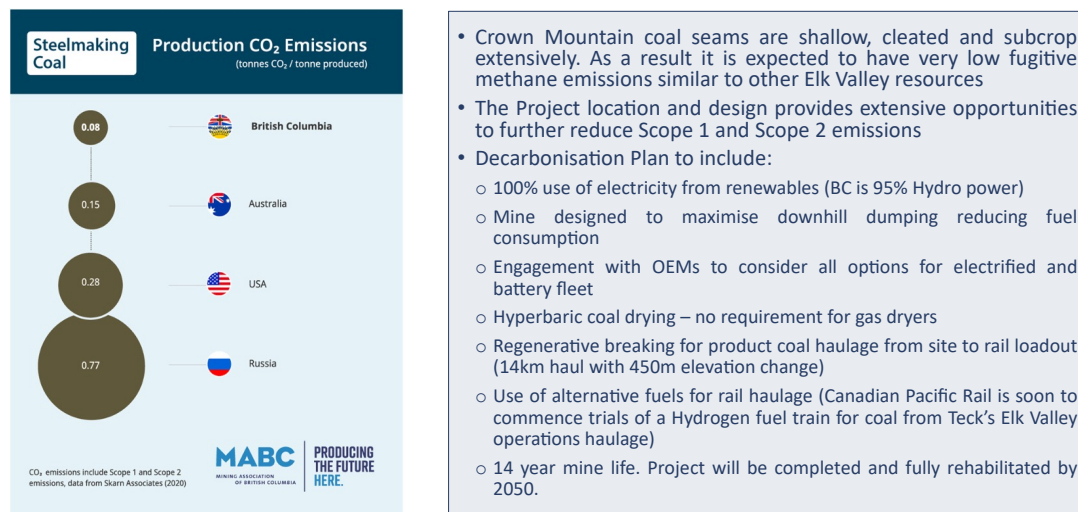 Steelmaking
Coal
Production CO₂ Emissions
(tonnes CO₂ / tonne produced)
0.08
British Columbia
0.15
Australia
0.28
USA
0.77
Russia
CO₂ emissions include Scope 1 and Scope 2
emissions, data from Skarn Associates (2020)
MABC
MINING ASSOCIATION
OF BRITISH COLUMBIA
PRODUCING
THE FUTURE
HERE.
• Crown Mountain coal seams are shallow, cleated and subcrop
extensively. As a result it is expected to have very low fugitive
methane emissions similar to other Elk Valley resources
• The Project location and design provides extensive opportunities
to further reduce Scope 1 and Scope 2 emissions
• Decarbonisation Plan to include:
o 100% use of electricity from renewables (BC is 95% Hydro power)
o Mine designed to maximise downhill dumping reducing fuel
consumption
o Engagement with OEMs to consider all options for electrified and
battery fleet
o Hyperbaric coal drying – no requirement for gas dryers
o Regenerative breaking for product coal haulage from site to rail loadout
(14km haul with 450m elevation change)
o Use of alternative fuels for rail haulage (Canadian Pacific Rail is soon to
commence trials of a Hydrogen fuel train for coal from Teck's Elk Valley
operations haulage)
o 14 year mine life. Project will be completed and fully rehabilitated by
2050.